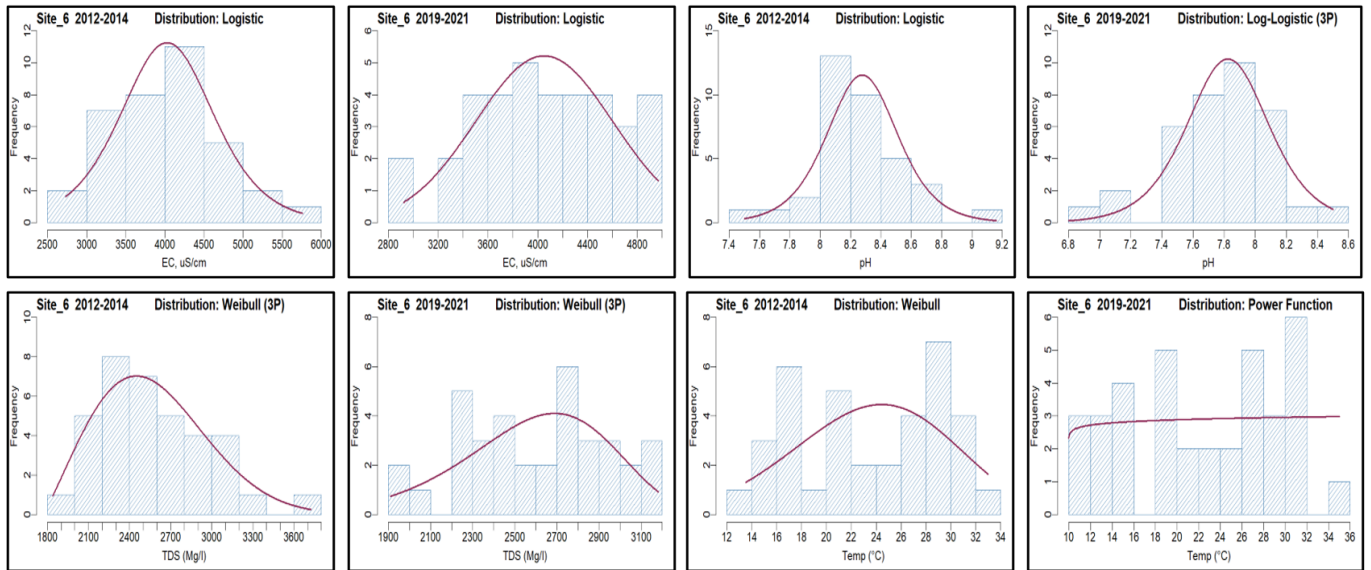 Site_6 2012-2014 Distribution: Logistic
Frequency
0 2 4 6 8 10 12
2500 3000 3500 4000 4500 5000 5500 6000
EC, uS/cm
Site_6 2019-2021 Distribution: Logistic
Frequency
0 1 2 3 4 5 6
2800 3200 3600 4000 4400 4800
EC, uS/cm
Site_6 2012-2014 Distribution: Logistic
Frequency
0 5 10 15
7.4 7.6 7.8 8 8.2 8.4 8.6 8.8 9 9.2
pH
Site_6 2019-2021 Distribution: Log-Logistic (3P)
Frequency
0 2 4 6 8 10 12
6.8 7 7.2 7.4 7.6 7.8 8 8.2 8.4 8.6
pH
Site_6 2012-2014 Distribution: Weibull (3P)
Frequency
0 2 4 6 8 10
1800 2100 2400 2700 3000 3300 3600
TDS (Mg/l)
Site_6 2019-2021 Distribution: Weibull (3P)
Frequency
0 2 4 6 8
1900 2100 2300 2500 2700 2900 3100
TDS (Mg/l)
Site_6 2012-2014 Distribution: Weibull
Frequency
0 2 4 6 8
12 14 16 18 20 22 24 26 28 30 32 34
Temp (°C)
Site_6 2019-2021 Distribution: Power Function
Frequency
0 1 2 3 4 5 6
10 12 14 16 18 20 22 24 26 28 30 32 34 36
Temp (°C)